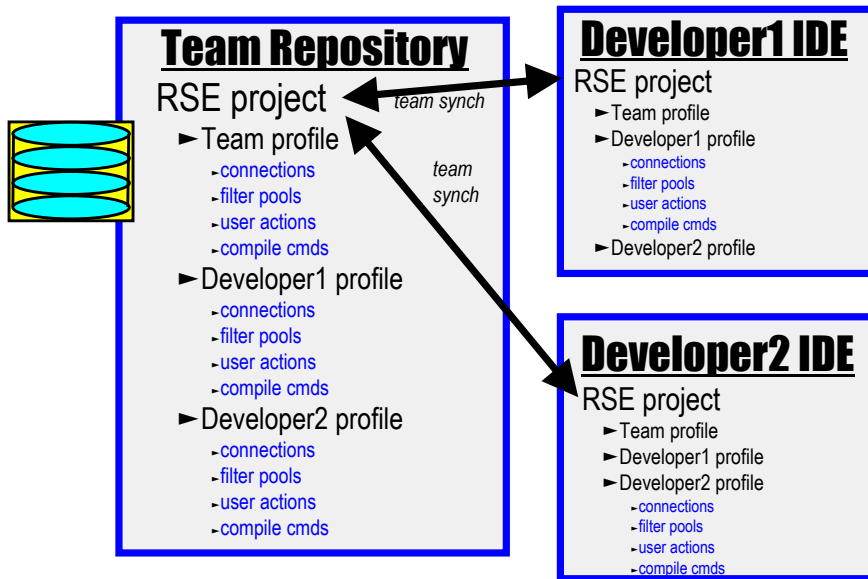 Team Repository
RSE project
►Team profile
►connections
►filter pools
►user actions
►compile cmds
►Developer1 profile
►connections
►filter pools
►user actions
►compile cmds
►Developer2 profile
►connections
►filter pools
►user actions
►compile cmds
team synch
team
synch
Developer1 IDE
RSE project
►Team profile
►Developer1 profile
►connections
►filter pools
►user actions
►compile cmds
►Developer2 profile
Developer2 IDE
RSE project
►Team profile
►Developer1 profile
►Developer2 profile
►connections
►filter pools
►user actions
►compile cmds